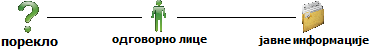 порекло
одговорно лице
јавне информације